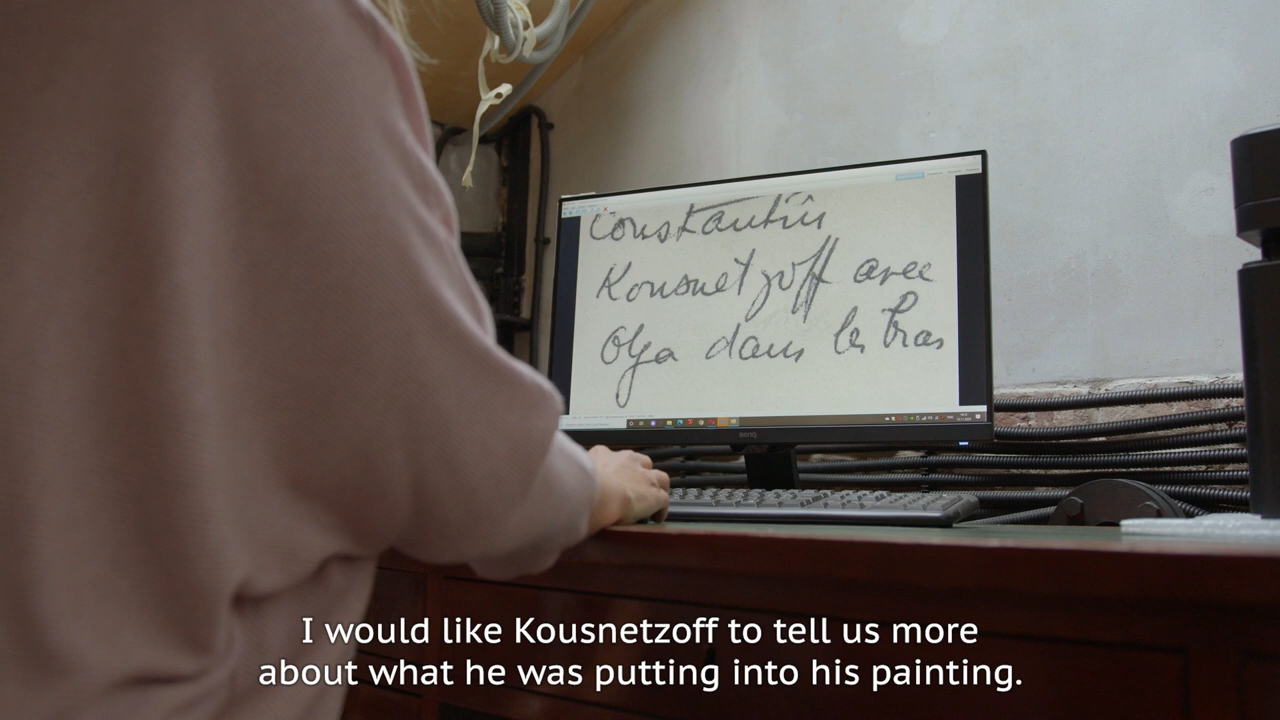 Constantin
Kousnetzoff avec
Olga dans les bras
BenQ
I would like Kousnetzoff to tell us more
about what he was putting into his painting.